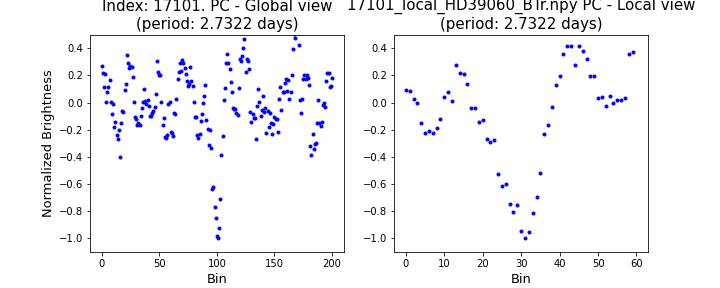 Index: 17101. PC - Global view
(period: 2.7322 days)
17101_local_HD39060_BTr.npy PC - Local view
(period: 2.7322 days)
Normalized Brightness
0.4
0.2
0.0
−0.2
−0.4
−0.6
−0.8
−1.0
0 50 100 150 200
Bin
0.4
0.2
0.0
−0.2
−0.4
−0.6
−0.8
−1.0
0 10 20 30 40 50 60
Bin